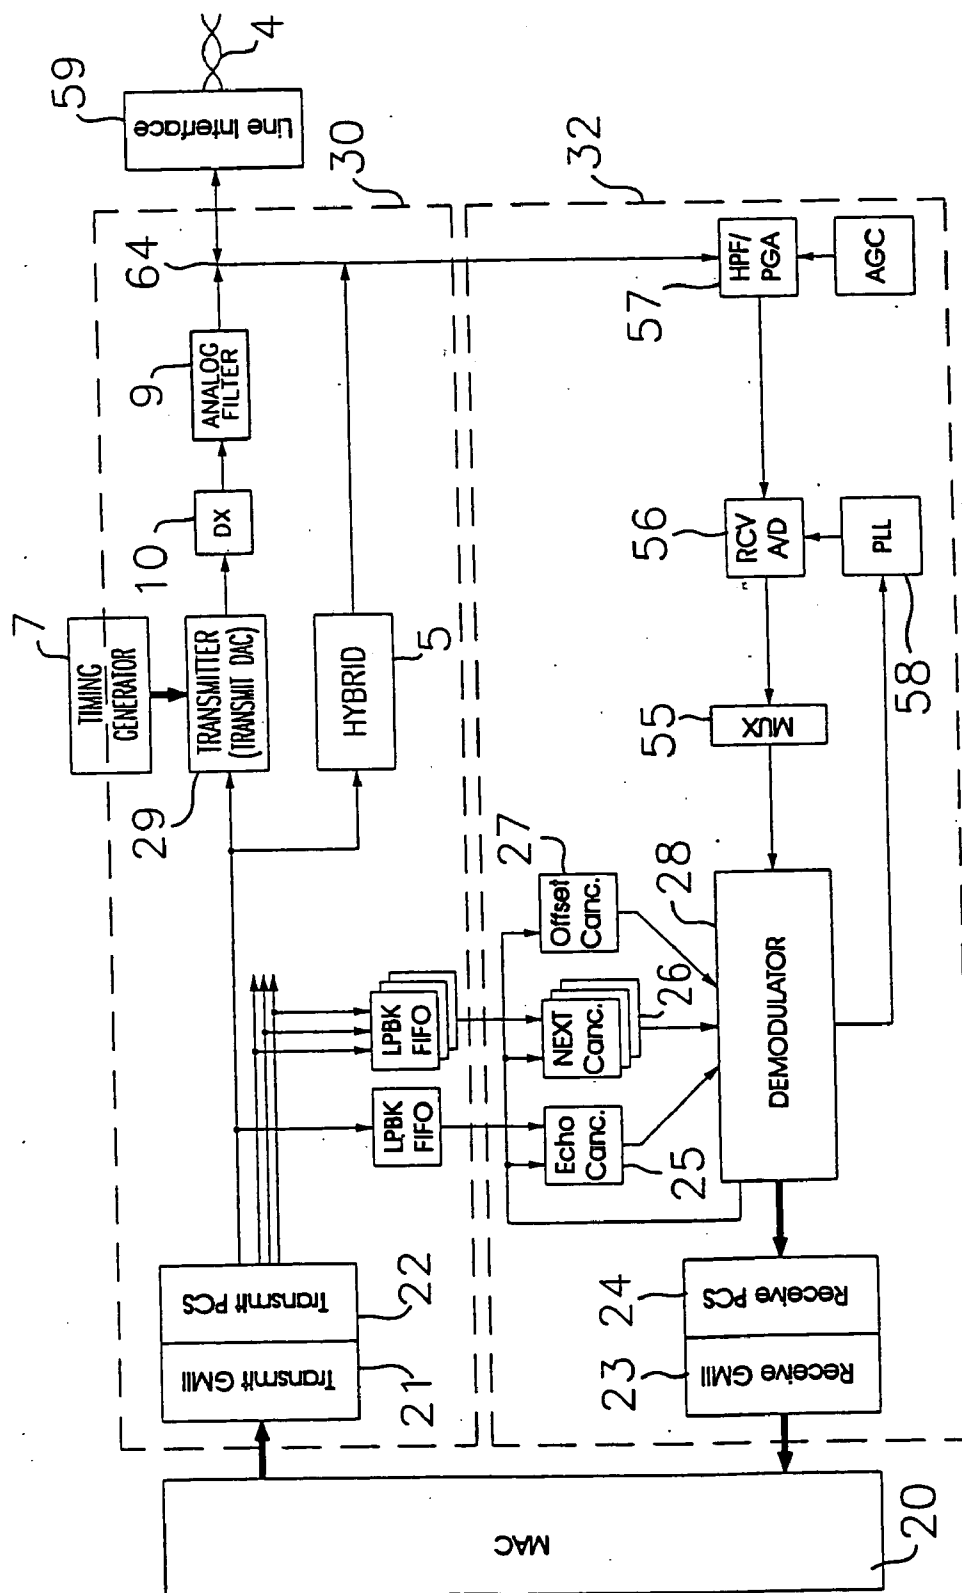 7
TIMING
GENERATOR
10
9
64
59
Line Interface
4
29
TRANSMITTER
(TRANSMIT DAC)
DX
ANALOG
FILTER
30
HYBRID
5
Transmit GMII
Transmit PCS
21
22
LPBK
FIFO
LPBK
FIFO
MAC
20
27
Offset
Canc.
NEXT
Canc.
26
Echo
Canc.
25
28
DEMODULATOR
55
MUX
56
RCV
A/D
PLL
58
57
HPF/
PGA
AGC
32
23
24
Receive GMII
Receive PCS